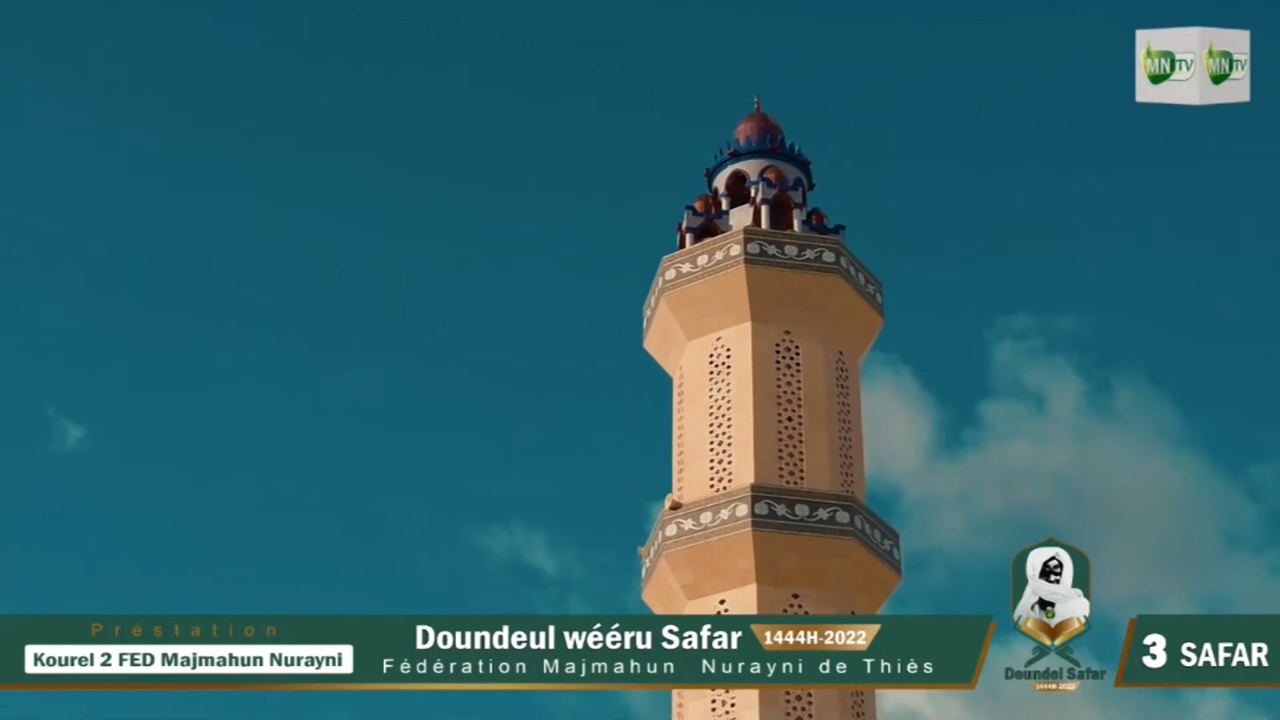 MN TV MN TV
Préstation
Kourel 2 FED Majmahun Nurayni
Doundeul wééru Safar 1444H-2022
Fédération Majmahun Nurayni de Thiès
Doundel Safar
1444H-2022
3 SAFAR